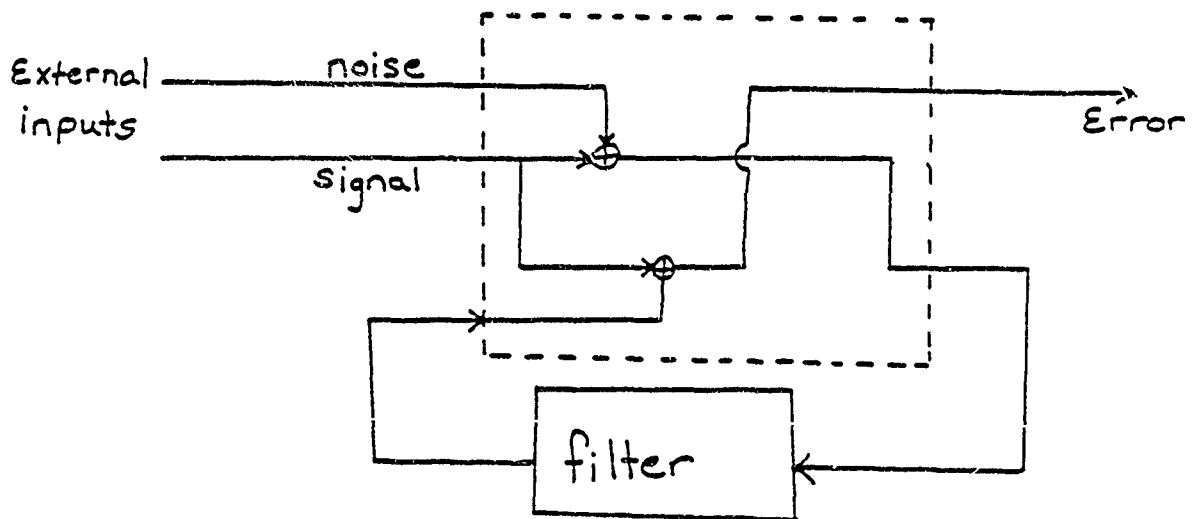 External
inputs
noise
signal
Error
filter